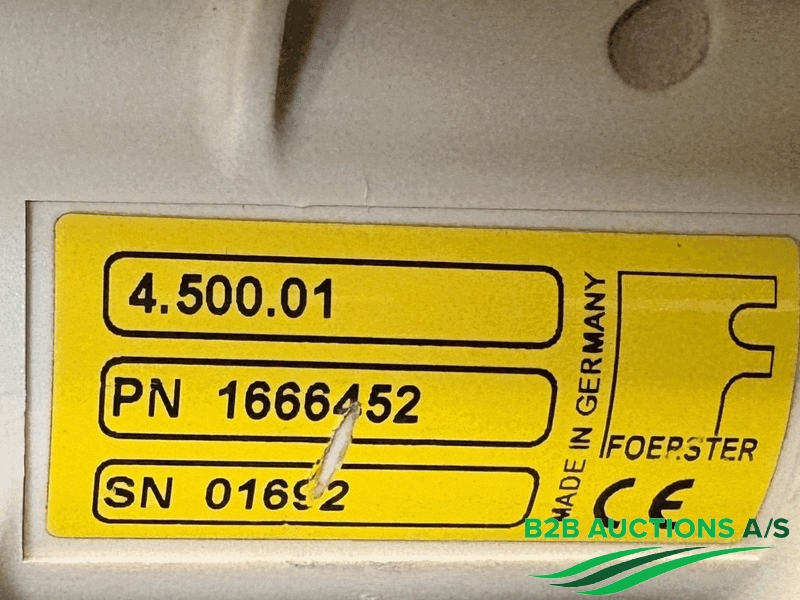 4.500.01
PN 1666452
SN 01692
MADE IN GERMANY
FOERSTER
CE
B2B AUCTIONS A/S